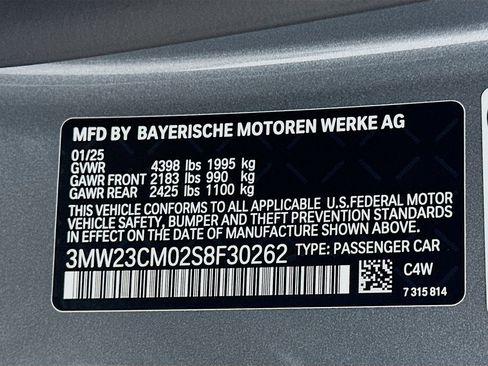 MFD BY BAYERISCHE MOTOREN WERKE AG
01/25
GVWR 4398 lbs 1995 kg
GAWR FRONT 2183 lbs 990 kg
GAWR REAR 2425 lbs 1100 kg
THIS VEHICLE CONFORMS TO ALL APPLICABLE U.S.FEDERAL MOTOR
VEHICLE SAFETY, BUMPER AND THEFT PREVENTION STANDARDS IN
EFFECT ON THE DATE OF MANUFACTURE SHOWN ABOVE.
3MW23CM02S8F30262 TYPE: PASSENGER CAR
C4W
7 315 814